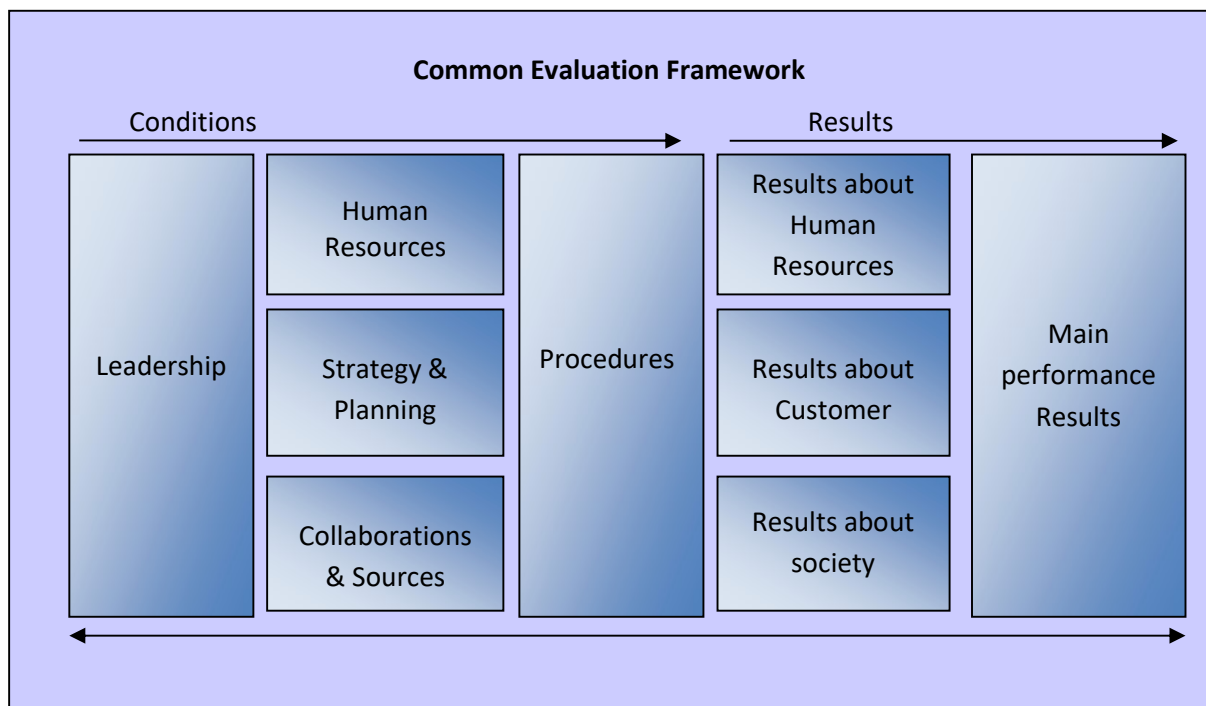 Common Evaluation Framework
Conditions
Results
Leadership
Human
Resources
Strategy &
Planning
Collaborations
& Sources
Procedures
Results about
Human
Resources
Results about
Customer
Results about
society
Main
performance
Results